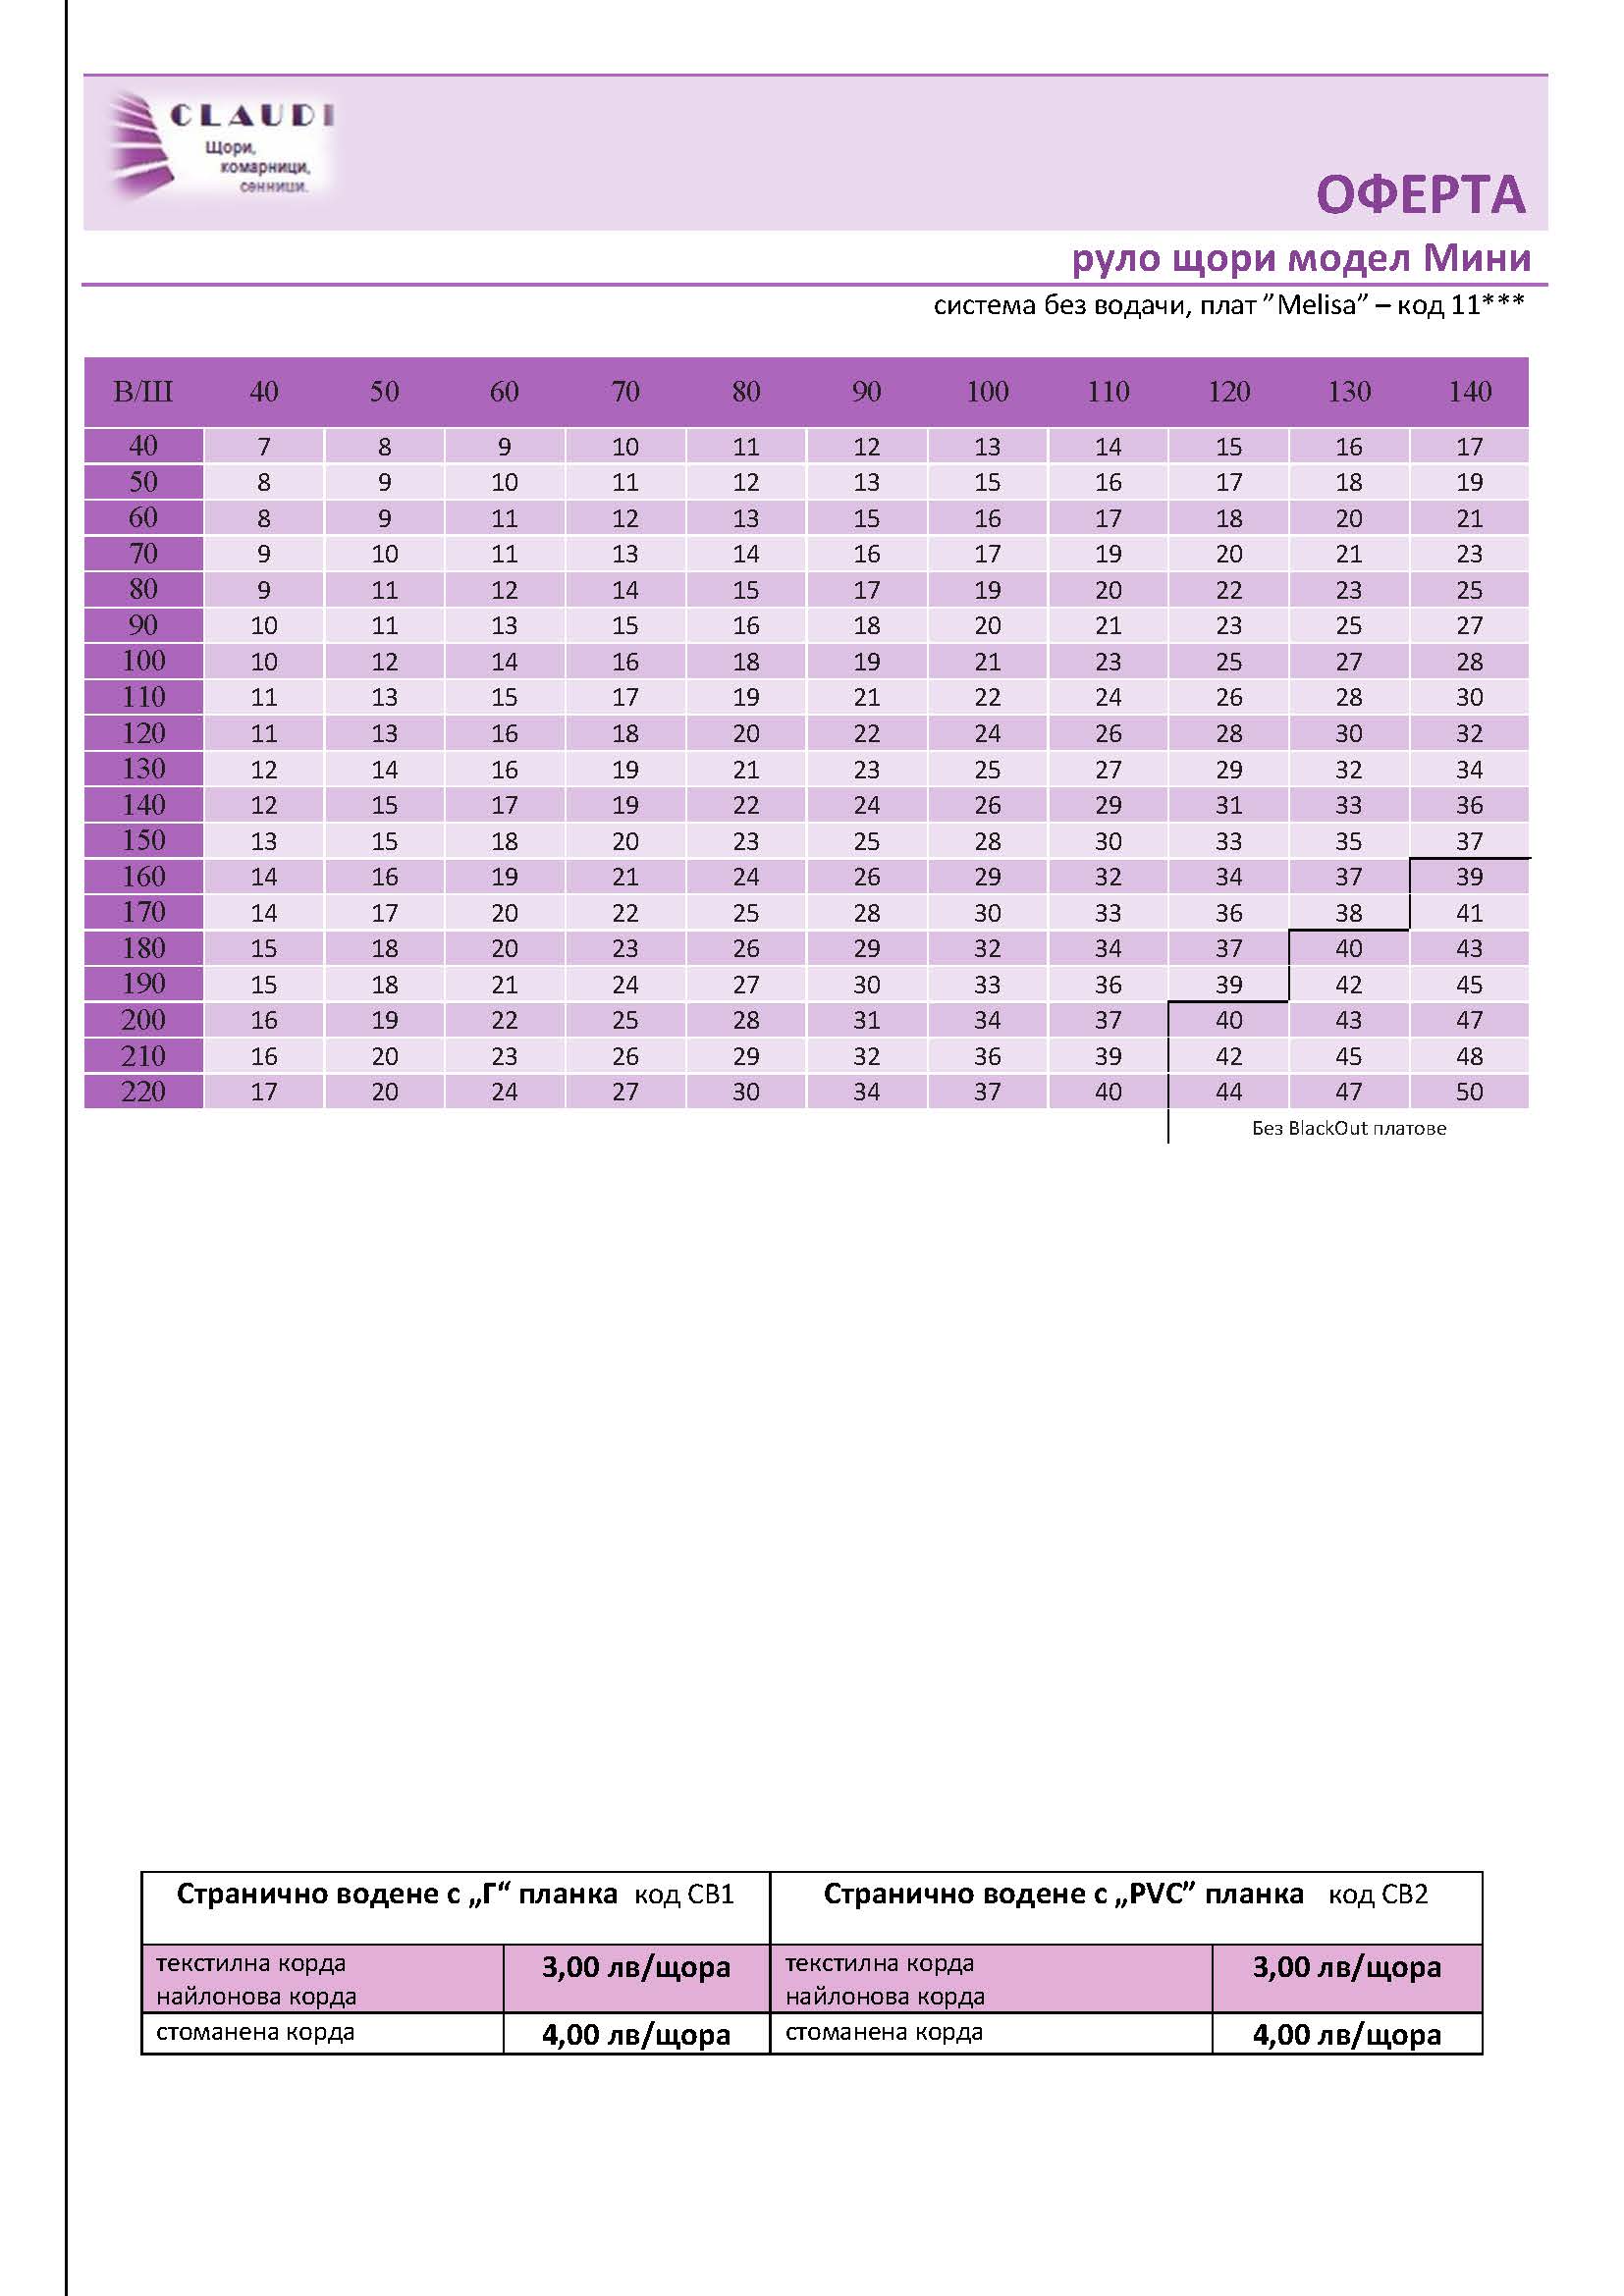 CLAUDI
Щори,
комарници,
сенници.
ОФЕРТА
руло щори модел Мини
система без водачи, плат ”Melisa” – код 11***
В/Ш 40 50 60 70 80 90 100 110 120 130 140
40 7 8 9 10 11 12 13 14 15 16 17
50 8 9 10 11 12 13 15 16 17 18 19
60 8 9 11 12 13 15 16 17 18 20 21
70 9 10 11 13 14 16 17 19 20 21 23
80 9 11 12 14 15 17 19 20 22 23 25
90 10 11 13 15 16 18 20 21 23 25 27
100 10 12 14 16 18 19 21 23 25 27 28
110 11 13 15 17 19 21 22 24 26 28 30
120 11 13 16 18 20 22 24 26 28 30 32
130 12 14 16 19 21 23 25 27 29 32 34
140 12 15 17 19 22 24 26 29 31 33 36
150 13 15 18 20 23 25 28 30 33 35 37
160 14 16 19 21 24 26 29 32 34 37 39
170 14 17 20 22 25 28 30 33 36 38 41
180 15 18 20 23 26 29 32 34 37 40 43
190 15 18 21 24 27 30 33 36 39 42 45
200 16 19 22 25 28 31 34 37 40 43 47
210 16 20 23 26 29 32 36 39 42 45 48
220 17 20 24 27 30 34 37 40 44 47 50
Без BlackOut платове
Странично водене с „Г“ планка код СВ1 Странично водене с „PVC” планка код СВ2
текстилна корда 3,00 лв/щора текстилна корда 3,00 лв/щора
найлонова корда найлонова корда
стоманена корда 4,00 лв/щора стоманена корда 4,00 лв/щора